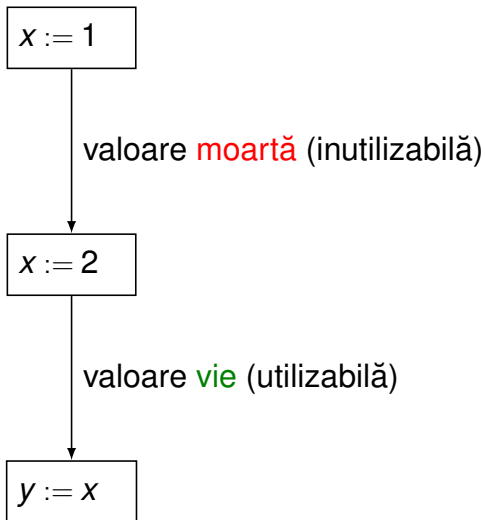 x := 1
valoare moartă (inutilizabilă)
x := 2
valoare vie (utilizabilă)
y := x